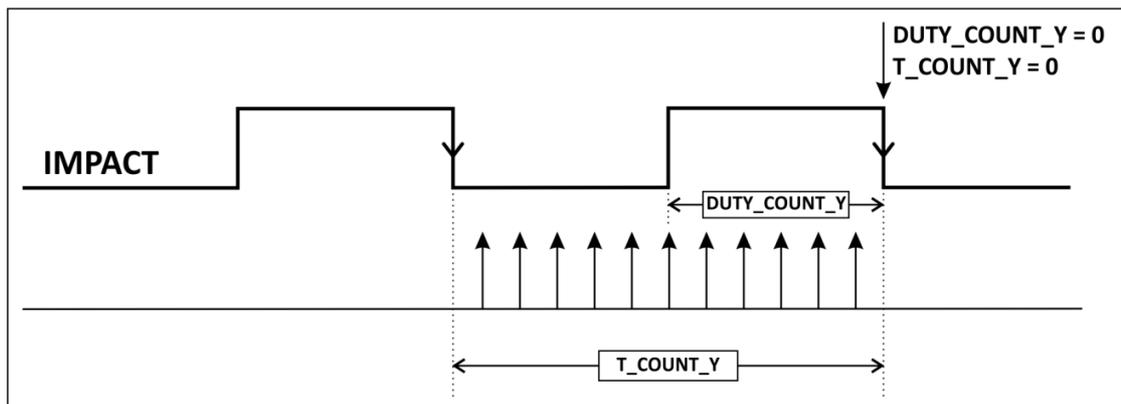 DUTY_COUNT_Y = 0
T_COUNT_Y = 0
IMPACT
DUTY_COUNT_Y
T_COUNT_Y